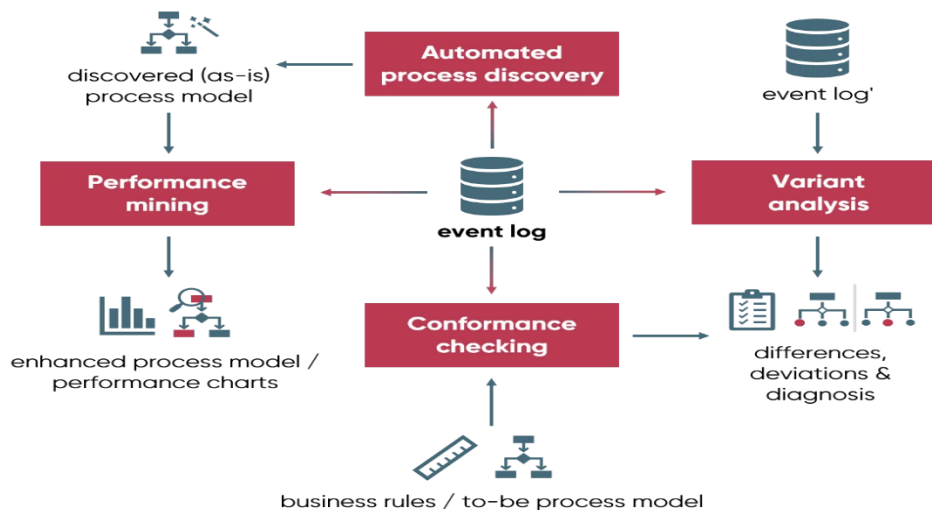 Automated
process discovery
discovered (as-is)
process model
event log'
Performance
mining
event log
Variant
analysis
enhanced process model /
performance charts
Conformance
checking
differences,
deviations &
diagnosis
business rules / to-be process model